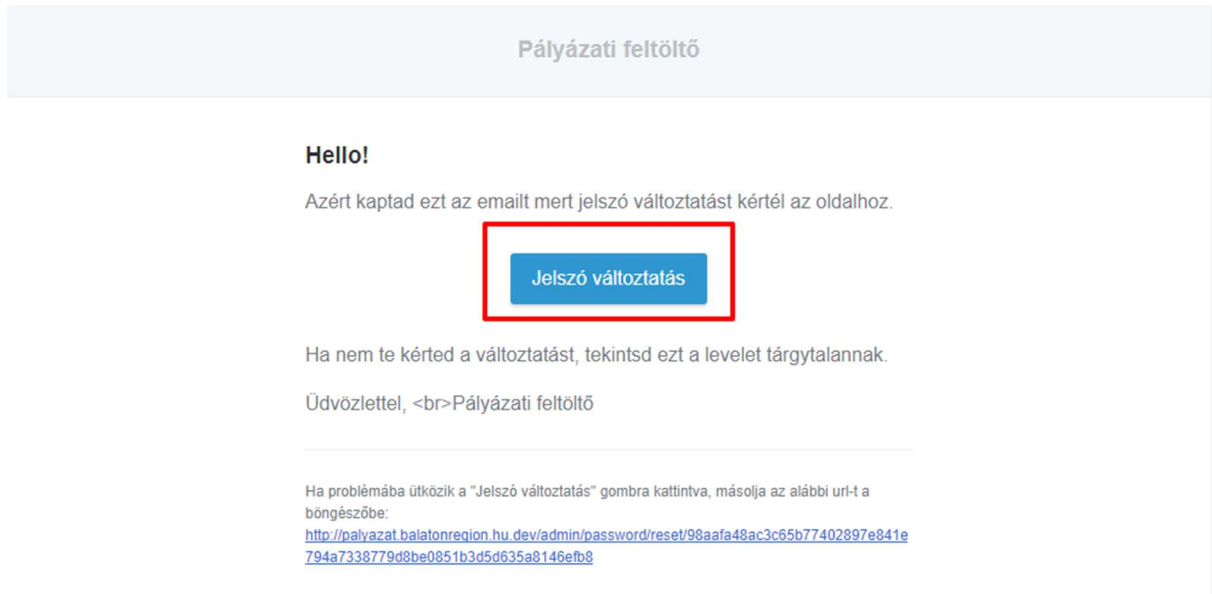 Pályázati feltöltő
Hello!
Azért kaptad ezt az emailt mert jelszó változtatást kértél az oldalhoz.
Jelszó változtatás
Ha nem te kérted a változtatást, tekintsd ezt a levelet tárgytalannak.
Üdvözlettel, <br>Pályázati feltöltő
Ha problémába ütközik a "Jelszó változtatás" gombra kattintva, másolja az alábbi url-t a
böngészőbe:
http://palyazat.balatonregion.hu.dev/admin/password/reset/98aafa48ac3c65b77402897e841e
794a7338779d8be0851b3d5d635a8146efb8